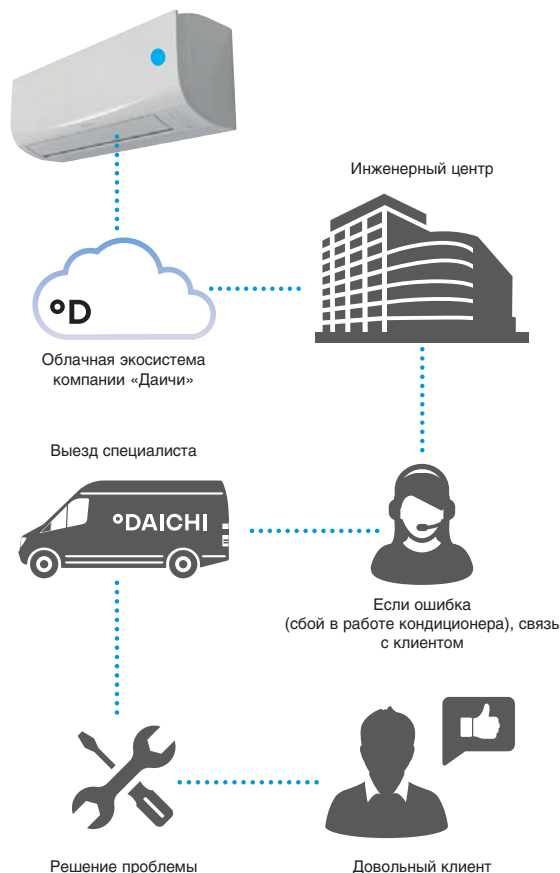 Инженерный центр
°D
Облачная экосистема
компании «Даичи»
Выезд специалиста
°DAICHI
Если ошибка
(сбой в работе кондиционера), связь
с клиентом
Решение проблемы
Довольный клиент